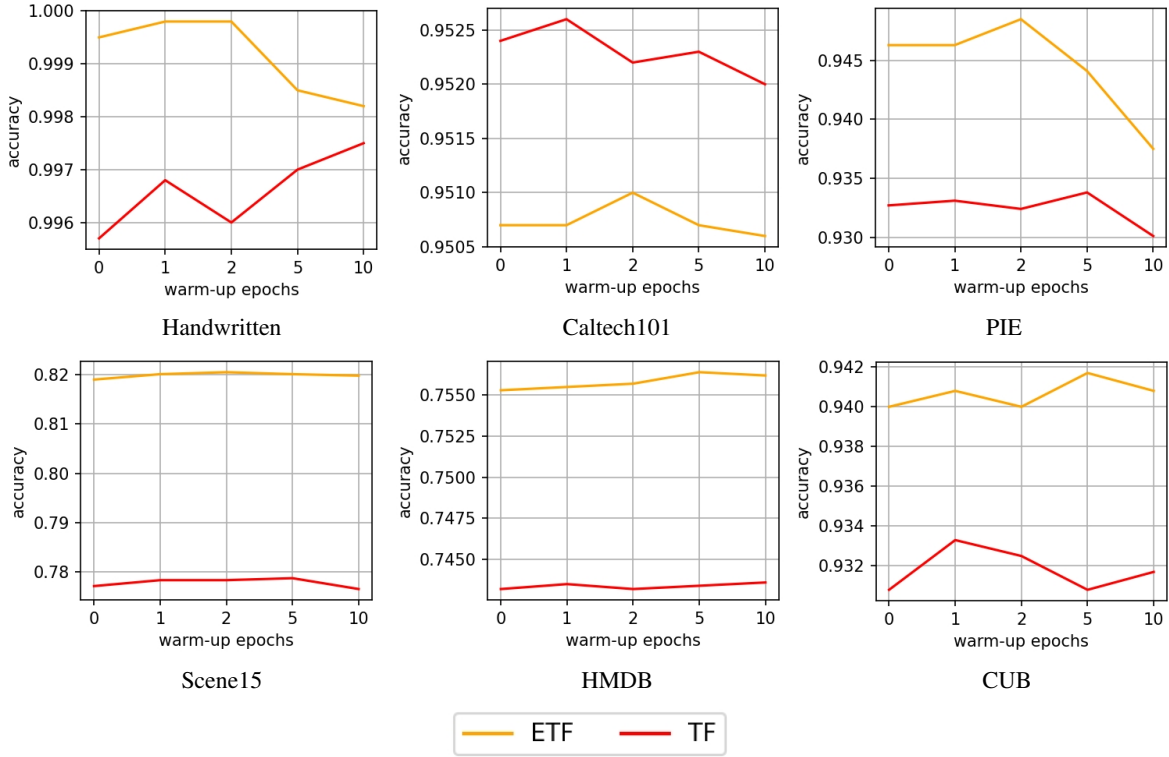 1.000
0.999
0.998
0.997
0.996
accuracy
0 1 2 5 10
warm-up epochs
Handwritten
0.9525
0.9520
0.9515
0.9510
0.9505
accuracy
0 1 2 5 10
warm-up epochs
Caltech101
0.945
0.940
0.935
0.930
accuracy
0 1 2 5 10
warm-up epochs
PIE
0.82
0.81
0.80
0.79
0.78
accuracy
0 1 2 5 10
warm-up epochs
Scene15
0.7550
0.7525
0.7500
0.7475
0.7450
accuracy
0 1 2 5 10
warm-up epochs
HMDB
0.942
0.940
0.938
0.936
0.934
0.932
accuracy
0 1 2 5 10
warm-up epochs
CUB
ETF TF